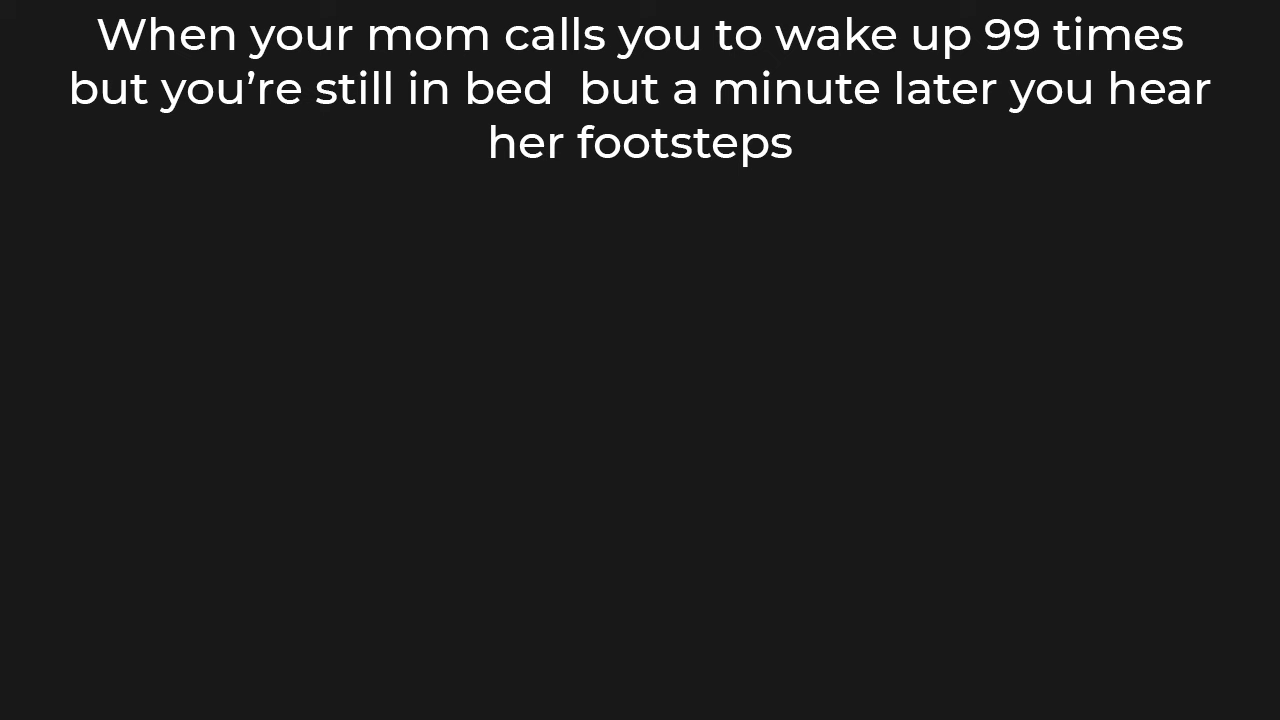 When your mom calls you to wake up 99 times
but you’re still in bed  but a minute later you hear
her footsteps